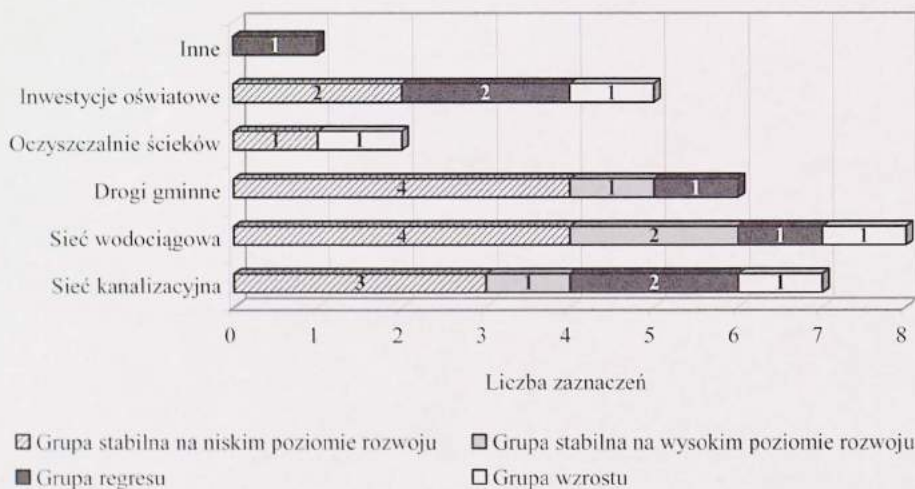 Inne 1
Inwestycje oświatowe 2 2 1
Oczyszczalnie ścieków 1 1
Drogi gminne 4 1 1
Sieć wodociągowa 4 2 1 1
Sieć kanalizacyjna 3 1 2 1
0 1 2 3 4 5 6 7 8
Liczba zaznaczeń
Grupa stabilna na niskim poziomie rozwoju Grupa stabilna na wysokim poziomie rozwoju
Grupa regresu Grupa wzrostu